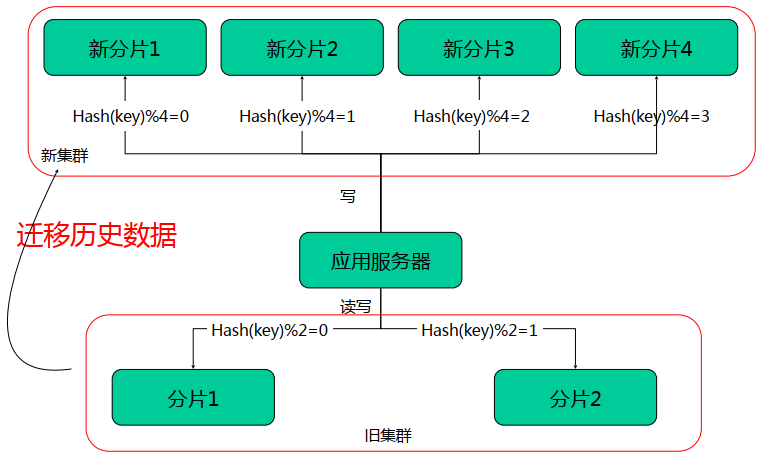 新分片1
新分片2
新分片3
新分片4
Hash(key)%4=0
Hash(key)%4=1
Hash(key)%4=2
Hash(key)%4=3
新集群
写
迁移历史数据
应用服务器
读写
Hash(key)%2=0
Hash(key)%2=1
分片1
分片2
旧集群